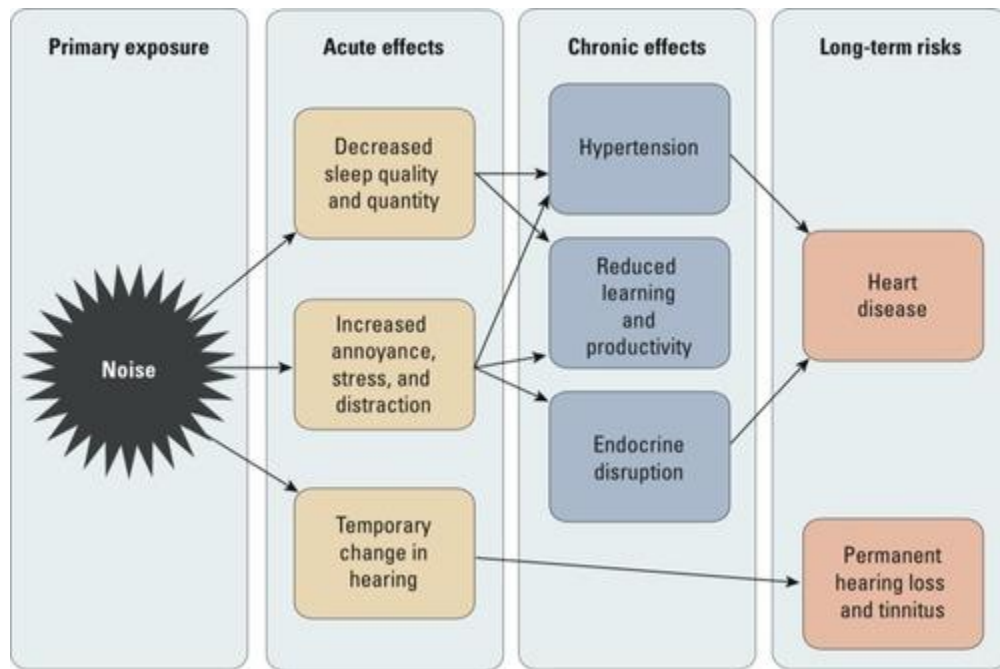 Primary exposure
Acute effects
Chronic effects
Long-term risks
Noise
Decreased
sleep quality
and quantity
Increased
annoyance,
stress, and
distraction
Temporary
change in
hearing
Hypertension
Reduced
learning
and
productivity
Endocrine
disruption
Heart
disease
Permanent
hearing loss
and tinnitus